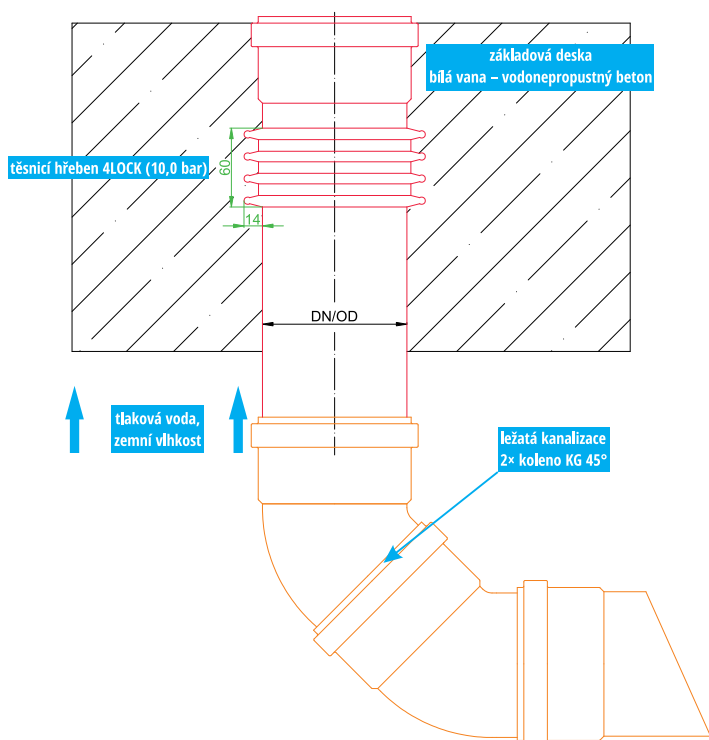 základová deska
bílá vana – vodonepropustný beton
těsnicí hřeben 4LOCK (10,0 bar)
60
14
DN/OD
tlaková voda,
zemní vlhkost
ležatá kanalizace
2× koleno KG 45°